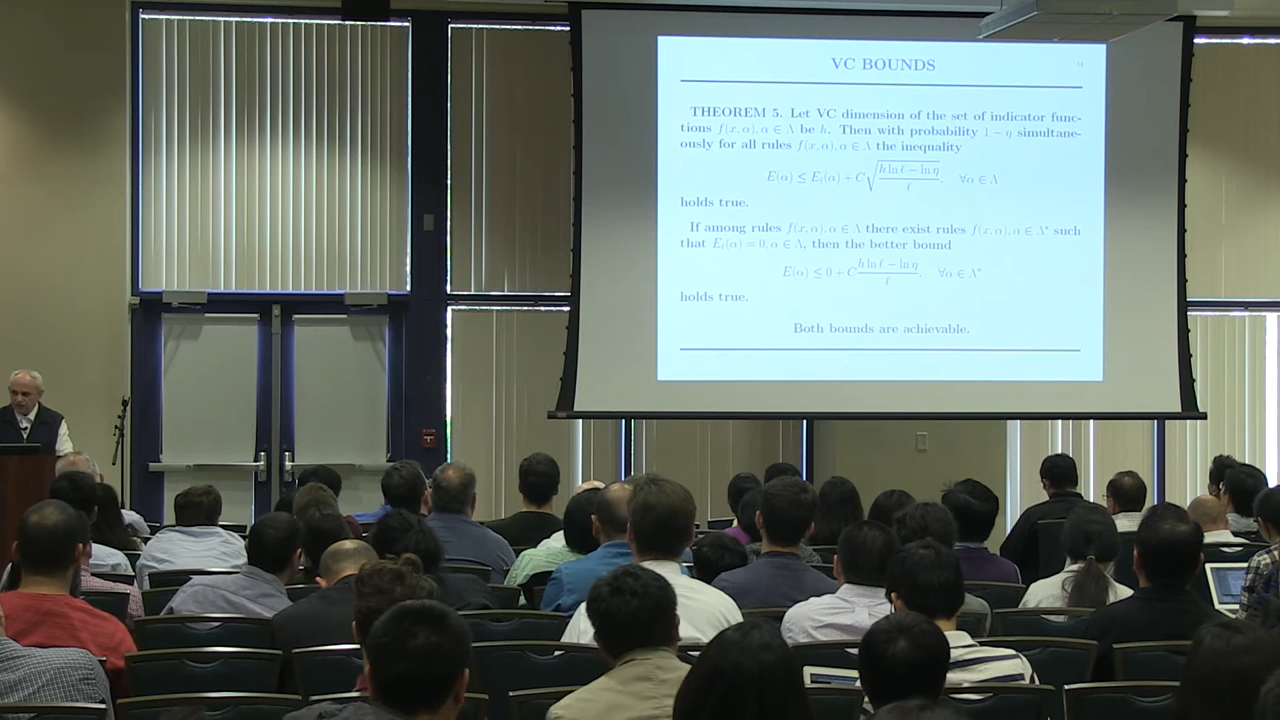 VC BOUNDS
THEOREM 5. Let VC dimension of the set of indicator func-
tions f(x, α), α ∈ Λ be h. Then with probability 1 − η simultane-
ously for all rules f(x, α), α ∈ Λ the inequality
E(α) ≤ Eℓ(α) + C√((h ln ℓ − ln η)/ℓ), ∀α ∈ Λ
holds true.
If among rules f(x, α), α ∈ Λ there exist rules f(x, α), α ∈ Λ* such
that Eℓ(α) = 0, α ∈ Λ, then the better bound
E(α) ≤ 0 + C (h ln ℓ − ln η)/ℓ, ∀α ∈ Λ*
holds true.
Both bounds are achievable.